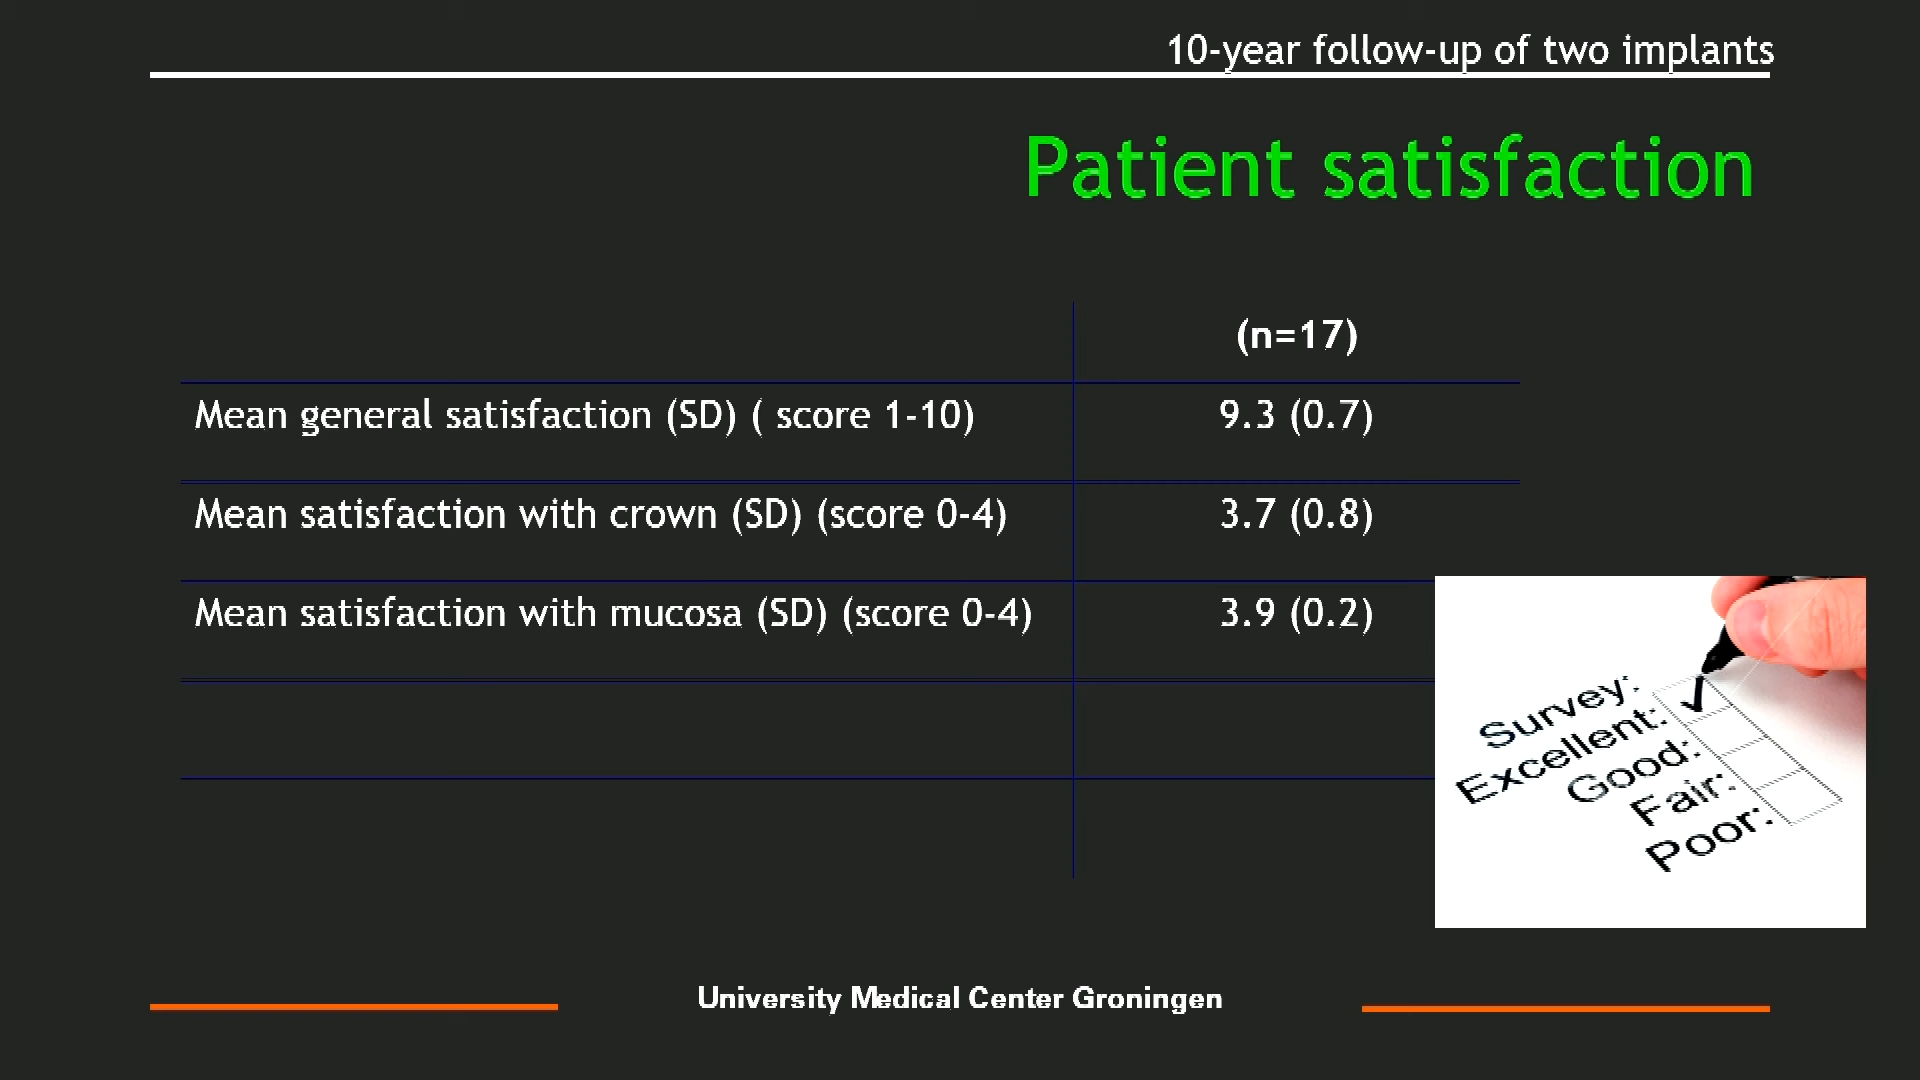 10-year follow-up of two implants
Patient satisfaction
(n=17)
Mean general satisfaction (SD) ( score 1-10) 9.3 (0.7)
Mean satisfaction with crown (SD) (score 0-4) 3.7 (0.8)
Mean satisfaction with mucosa (SD) (score 0-4) 3.9 (0.2)
Survey:
Excellent:
Good:
Fair:
Poor:
University Medical Center Groningen